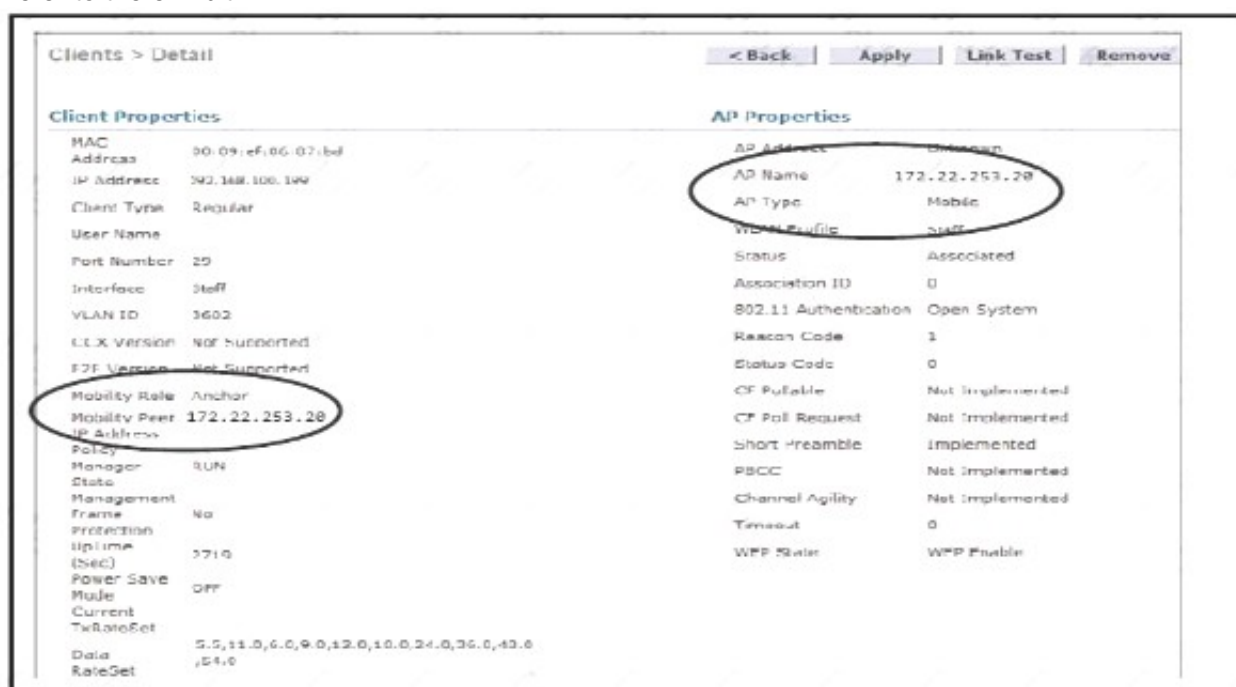 Clients > Detail
< Back Apply Link Test Remove
Client Properties
MAC Address 00:09:ef:06:07:bd
IP Address 192.168.100.199
Client Type Regular
User Name
Port Number 29
Interface Staff
VLAN ID 3602
CCX Version Not Supported
E2E Version Not Supported
Mobility Role Anchor
Mobility Peer IP Address 172.22.253.20
Policy Manager State RUN
Management Frame Protection No
UpTime (Sec) 2719
Power Save Mode OFF
Current TxRateSet
Data RateSet 5.5,11.0,6.0,9.0,12.0,18.0,24.0,36.0,48.0,54.0
AP Properties
AP Address Unknown
AP Name 172.22.253.20
AP Type Mobile
WLAN Profile Staff
Status Associated
Association ID 0
802.11 Authentication Open System
Reason Code 1
Status Code 0
CF Pollable Not Implemented
CF Poll Request Not Implemented
Short Preamble Implemented
PBCC Not Implemented
Channel Agility Not Implemented
Timeout 0
WEP State WEP Enable